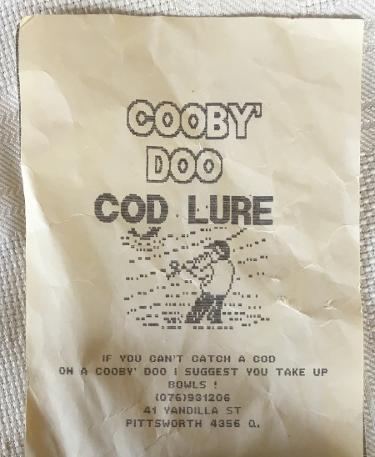 COOBY'
DOO
COD LURE
IF YOU CAN'T CATCH A COD
ON A COOBY' DOO I SUGGEST YOU TAKE UP
BOWLS !
(076)931206
41 YANDILLA ST
PITTSWORTH 4356 Q.